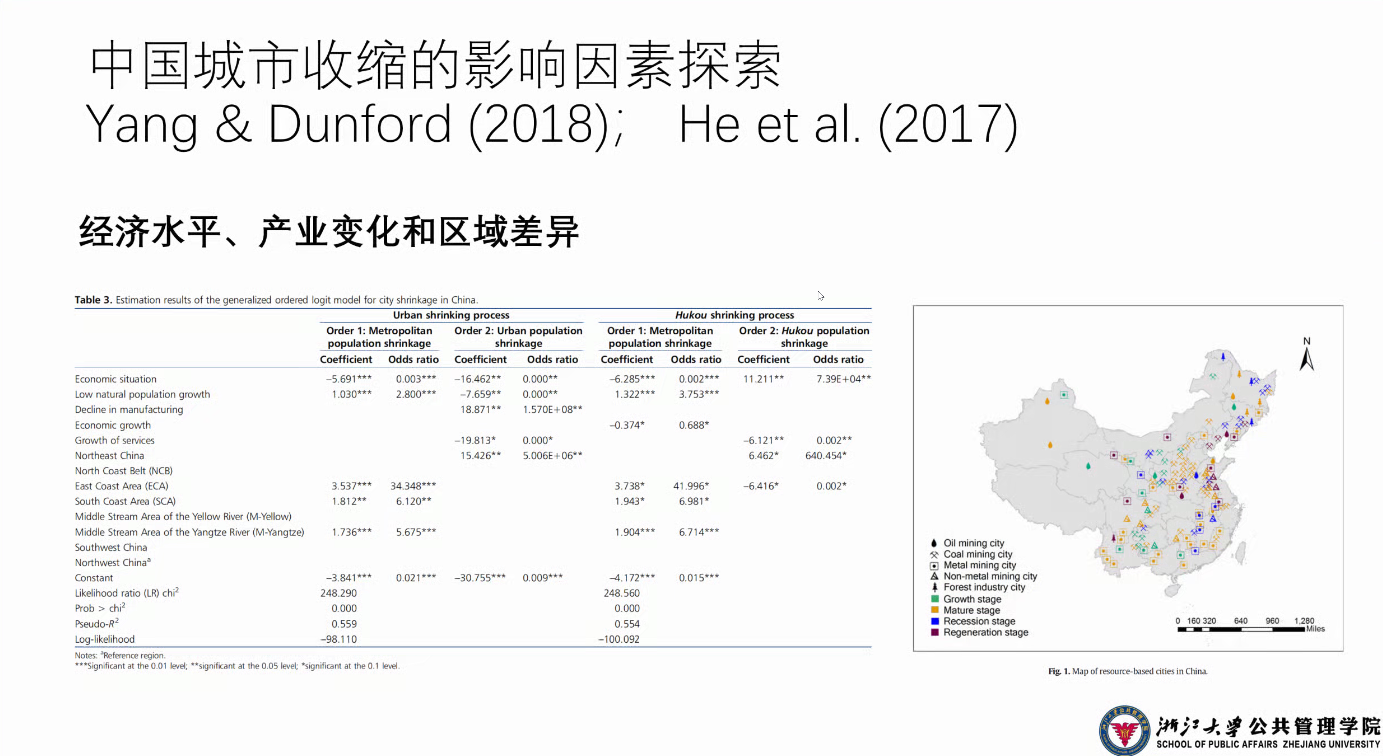 中国城市收缩的影响因素探索
Yang & Dunford (2018); He et al. (2017)
经济水平、产业变化和区域差异
Table 3. Estimation results of the generalized ordered logit model for city shrinkage in China.
Urban shrinking process Hukou shrinking process
Order 1: Metropolitan population shrinkage Order 2: Urban population shrinkage Order 1: Metropolitan population shrinkage Order 2: Hukou population shrinkage
Coefficient Odds ratio Coefficient Odds ratio Coefficient Odds ratio Coefficient Odds ratio
Economic situation –5.691*** 0.003*** –16.462** 0.000** –6.285*** 0.002*** 11.211** 7.39E+04**
Low natural population growth 1.030*** 2.800*** –7.659** 0.000** 1.322*** 3.753***
Decline in manufacturing 18.871** 1.570E+08**
Economic growth –0.374* 0.688*
Growth of services –19.813* 0.000* –6.121** 0.002**
Northeast China 15.426** 5.006E+06** 6.462* 640.454*
North Coast Belt (NCB)
East Coast Area (ECA) 3.537*** 34.348*** 3.738* 41.996* –6.416* 0.002*
South Coast Area (SCA) 1.812** 6.120** 1.943* 6.981*
Middle Stream Area of the Yellow River (M-Yellow)
Middle Stream Area of the Yangtze River (M-Yangtze) 1.736*** 5.675*** 1.904*** 6.714***
Southwest China
Northwest Chinaᵃ
Constant –3.841*** 0.021*** –30.755*** 0.009*** –4.172*** 0.015***
Likelihood ratio (LR) chi² 248.290 248.560
Prob > chi² 0.000 0.000
Pseudo-R² 0.559 0.554
Log-likelihood –98.110 –100.092
Notes: ᵃReference region.
***Significant at the 0.01 level; **significant at the 0.05 level; *significant at the 0.1 level.
N
Oil mining city
Coal mining city
Metal mining city
Non-metal mining city
Forest industry city
Growth stage
Mature stage
Recession stage
Regeneration stage
0 160 320 640 960 1,280
Miles
Fig. 1. Map of resource-based cities in China.
浙江大学公共管理学院
SCHOOL OF PUBLIC AFFAIRS ZHEJIANG UNIVERSITY